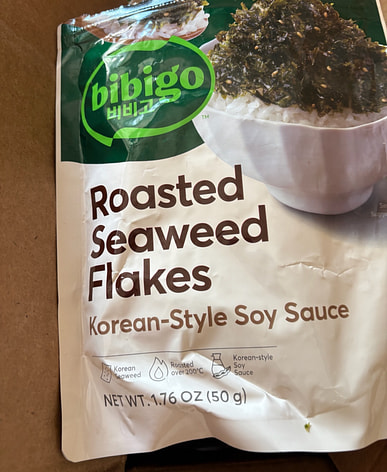 bibigo
비비고
TM
Roasted
Seaweed
Flakes
Korean-Style Soy Sauce
Korean
Seaweed
Roasted
over 200°C
Korean-style
Soy
Sauce
NET WT. 1.76 OZ (50 g)